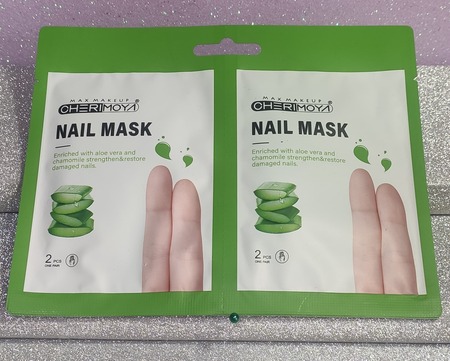 MAX MAKEUP
CHERIMOYA
NAIL MASK
Enriched with aloe vera and
chamomile strengthen&restore
damaged nails.
2 PCS
MAX MAKEUP
CHERIMOYA
NAIL MASK
Enriched with aloe vera and
chamomile strengthen&restore
damaged nails.
2 PCS